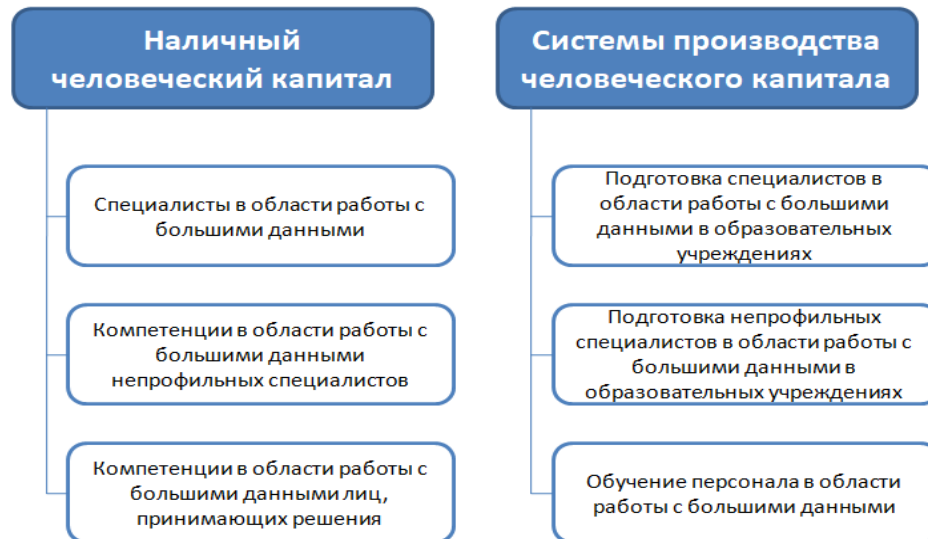 Наличный
человеческий капитал
Специалисты в области работы с
большими данными
Компетенции в области работы с
большими данными
непрофильных специалистов
Компетенции в области работы с
большими данными лиц,
принимающих решения
Системы производства
человеческого капитала
Подготовка специалистов в
области работы с большими
данными в образовательных
учреждениях
Подготовка непрофильных
специалистов в области работы с
большими данными в
образовательных учреждениях
Обучение персонала в области
работы с большими данными